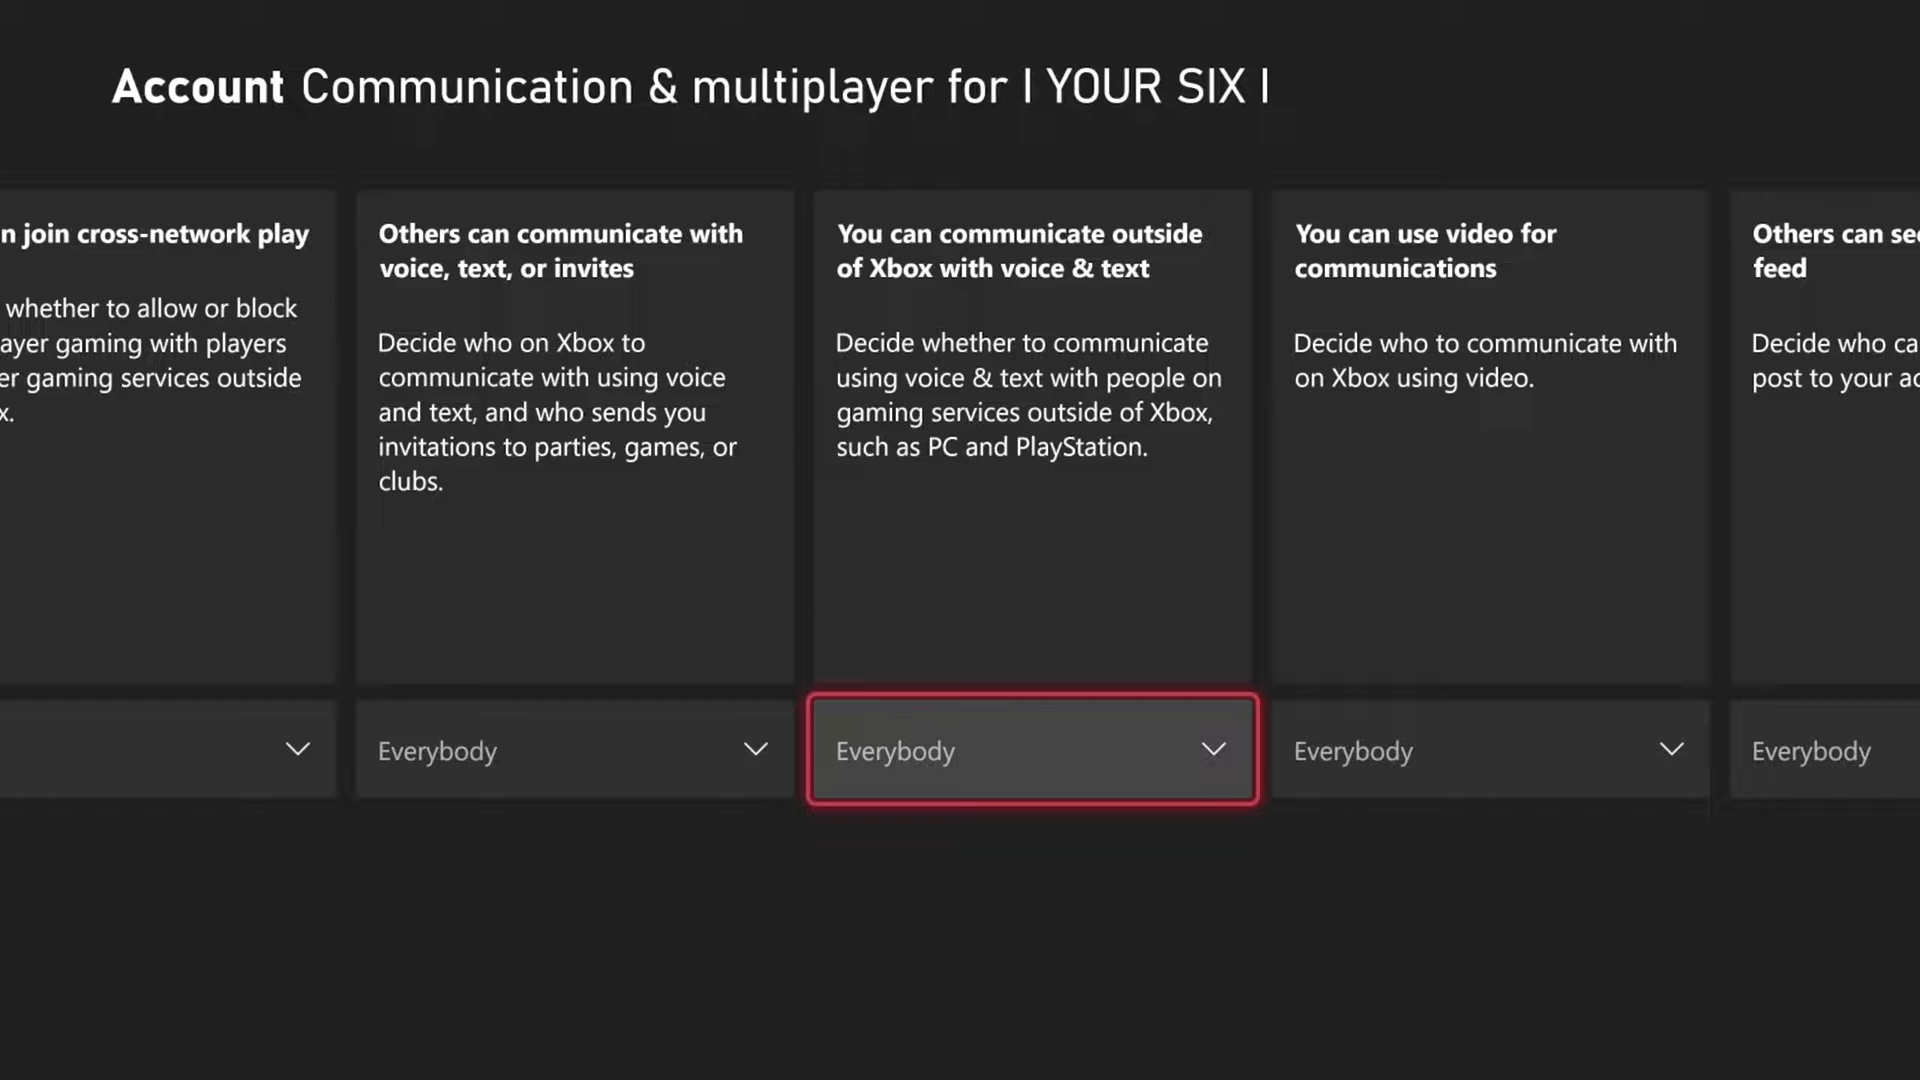 Account Communication & multiplayer for I YOUR SIX I
n join cross-network play
whether to allow or block
ayer gaming with players
er gaming services outside
x.
Others can communicate with
voice, text, or invites
Decide who on Xbox to
communicate with using voice
and text, and who sends you
invitations to parties, games, or
clubs.
Everybody
You can communicate outside
of Xbox with voice & text
Decide whether to communicate
using voice & text with people on
gaming services outside of Xbox,
such as PC and PlayStation.
Everybody
You can use video for
communications
Decide who to communicate with
on Xbox using video.
Everybody
Others can se
feed
Decide who ca
post to your ac
Everybody